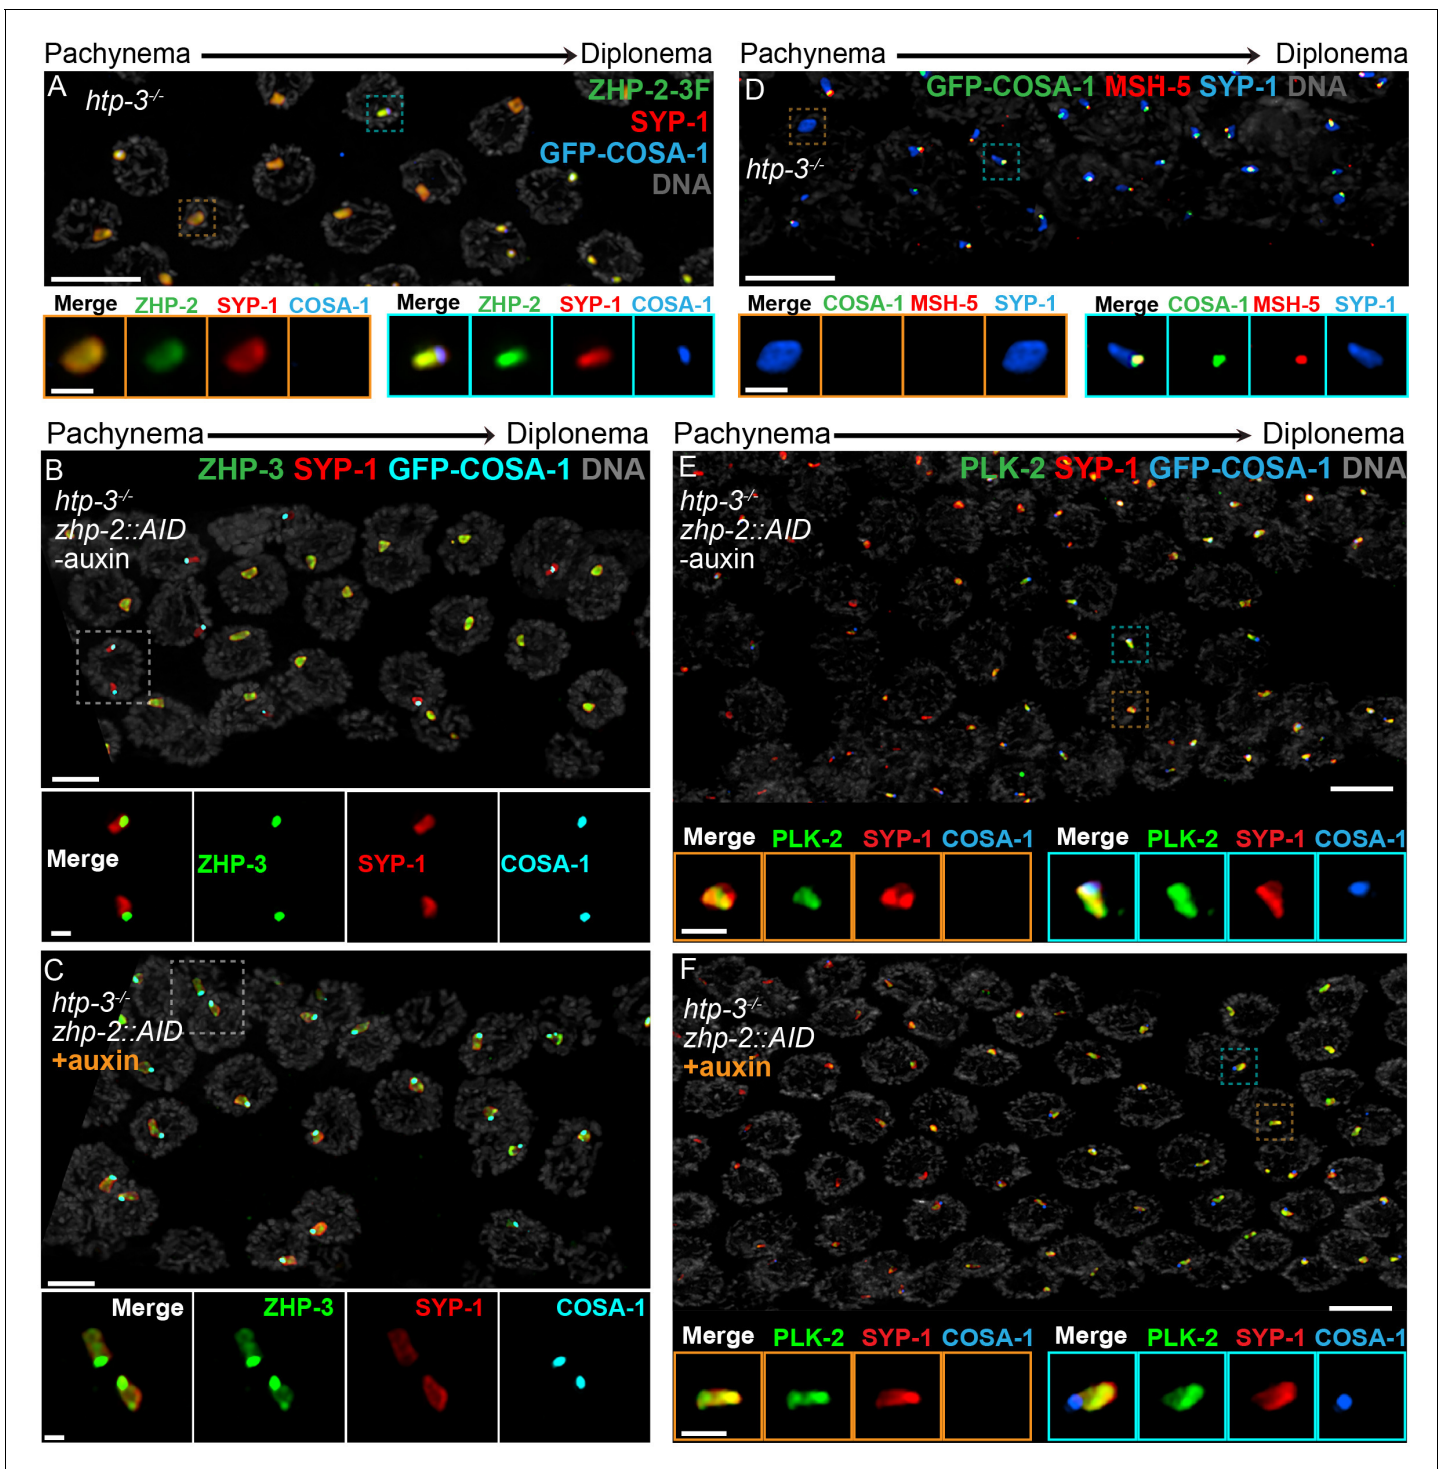 Pachynema Diplonema
A
htp-3-/-
ZHP-2-3F
SYP-1
GFP-COSA-1
DNA
Merge ZHP-2 SYP-1 COSA-1
Merge ZHP-2 SYP-1 COSA-1
Pachynema Diplonema
D GFP-COSA-1 MSH-5 SYP-1 DNA
htp-3-/-
Merge COSA-1 MSH-5 SYP-1
Merge COSA-1 MSH-5 SYP-1
Pachynema Diplonema
B ZHP-3 SYP-1 GFP-COSA-1 DNA
htp-3-/-
zhp-2::AID
-auxin
Merge ZHP-3 SYP-1 COSA-1
C
htp-3-/-
zhp-2::AID
+auxin
Merge ZHP-3 SYP-1 COSA-1
Pachynema Diplonema
E PLK-2 SYP-1 GFP-COSA-1 DNA
htp-3-/-
zhp-2::AID
-auxin
Merge PLK-2 SYP-1 COSA-1
Merge PLK-2 SYP-1 COSA-1
F
htp-3-/-
zhp-2::AID
+auxin
Merge PLK-2 SYP-1 COSA-1
Merge PLK-2 SYP-1 COSA-1